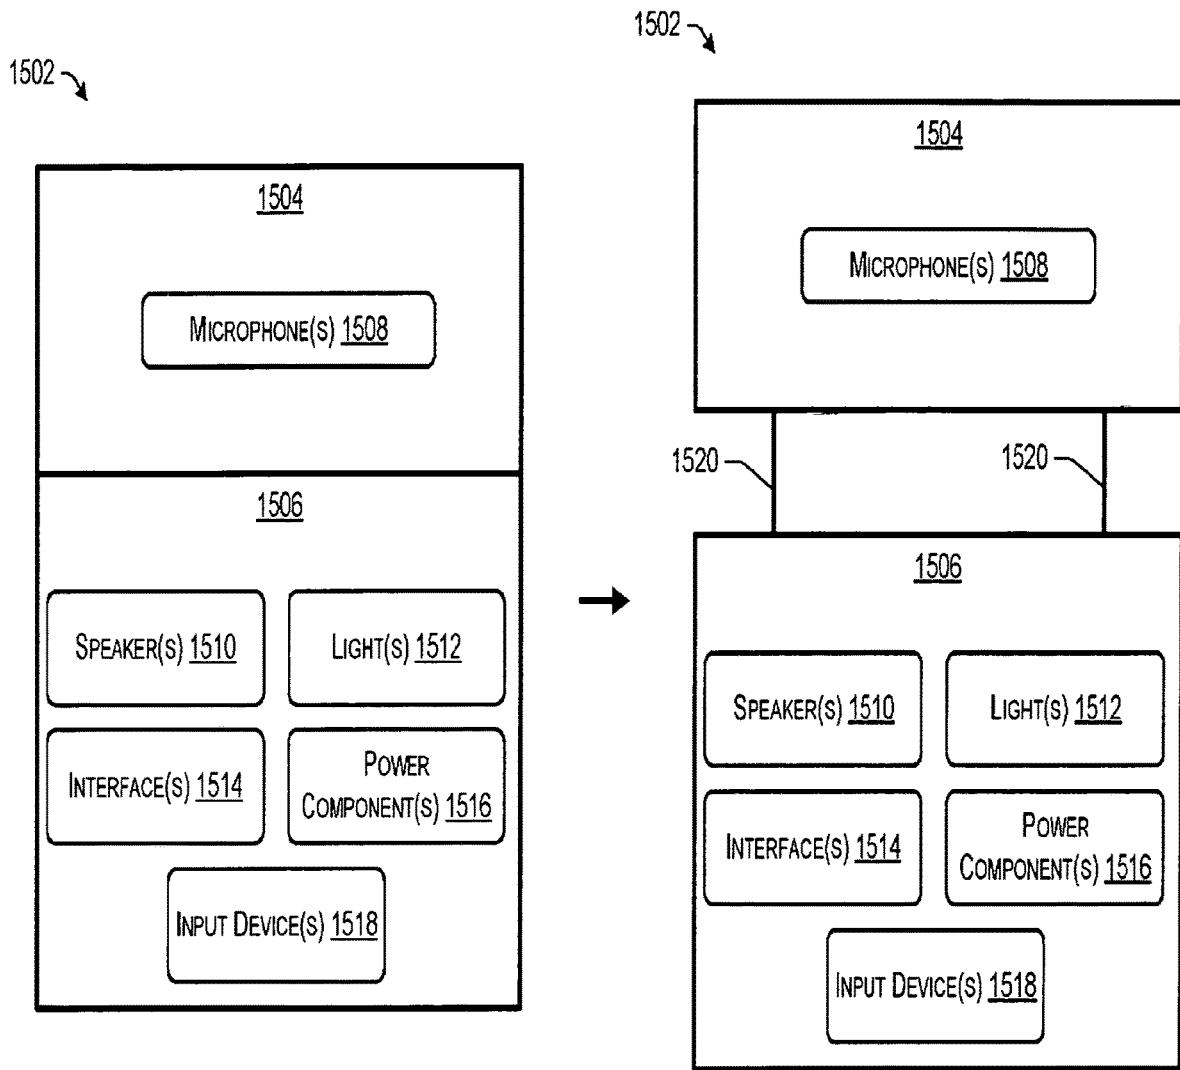 1502
1504
MICROPHONE(S) 1508
1506
SPEAKER(S) 1510
LIGHT(S) 1512
INTERFACE(S) 1514
POWER
COMPONENT(S) 1516
INPUT DEVICE(S) 1518
1502
1504
MICROPHONE(S) 1508
1520
1520
1506
SPEAKER(S) 1510
LIGHT(S) 1512
INTERFACE(S) 1514
POWER
COMPONENT(S) 1516
INPUT DEVICE(S) 1518